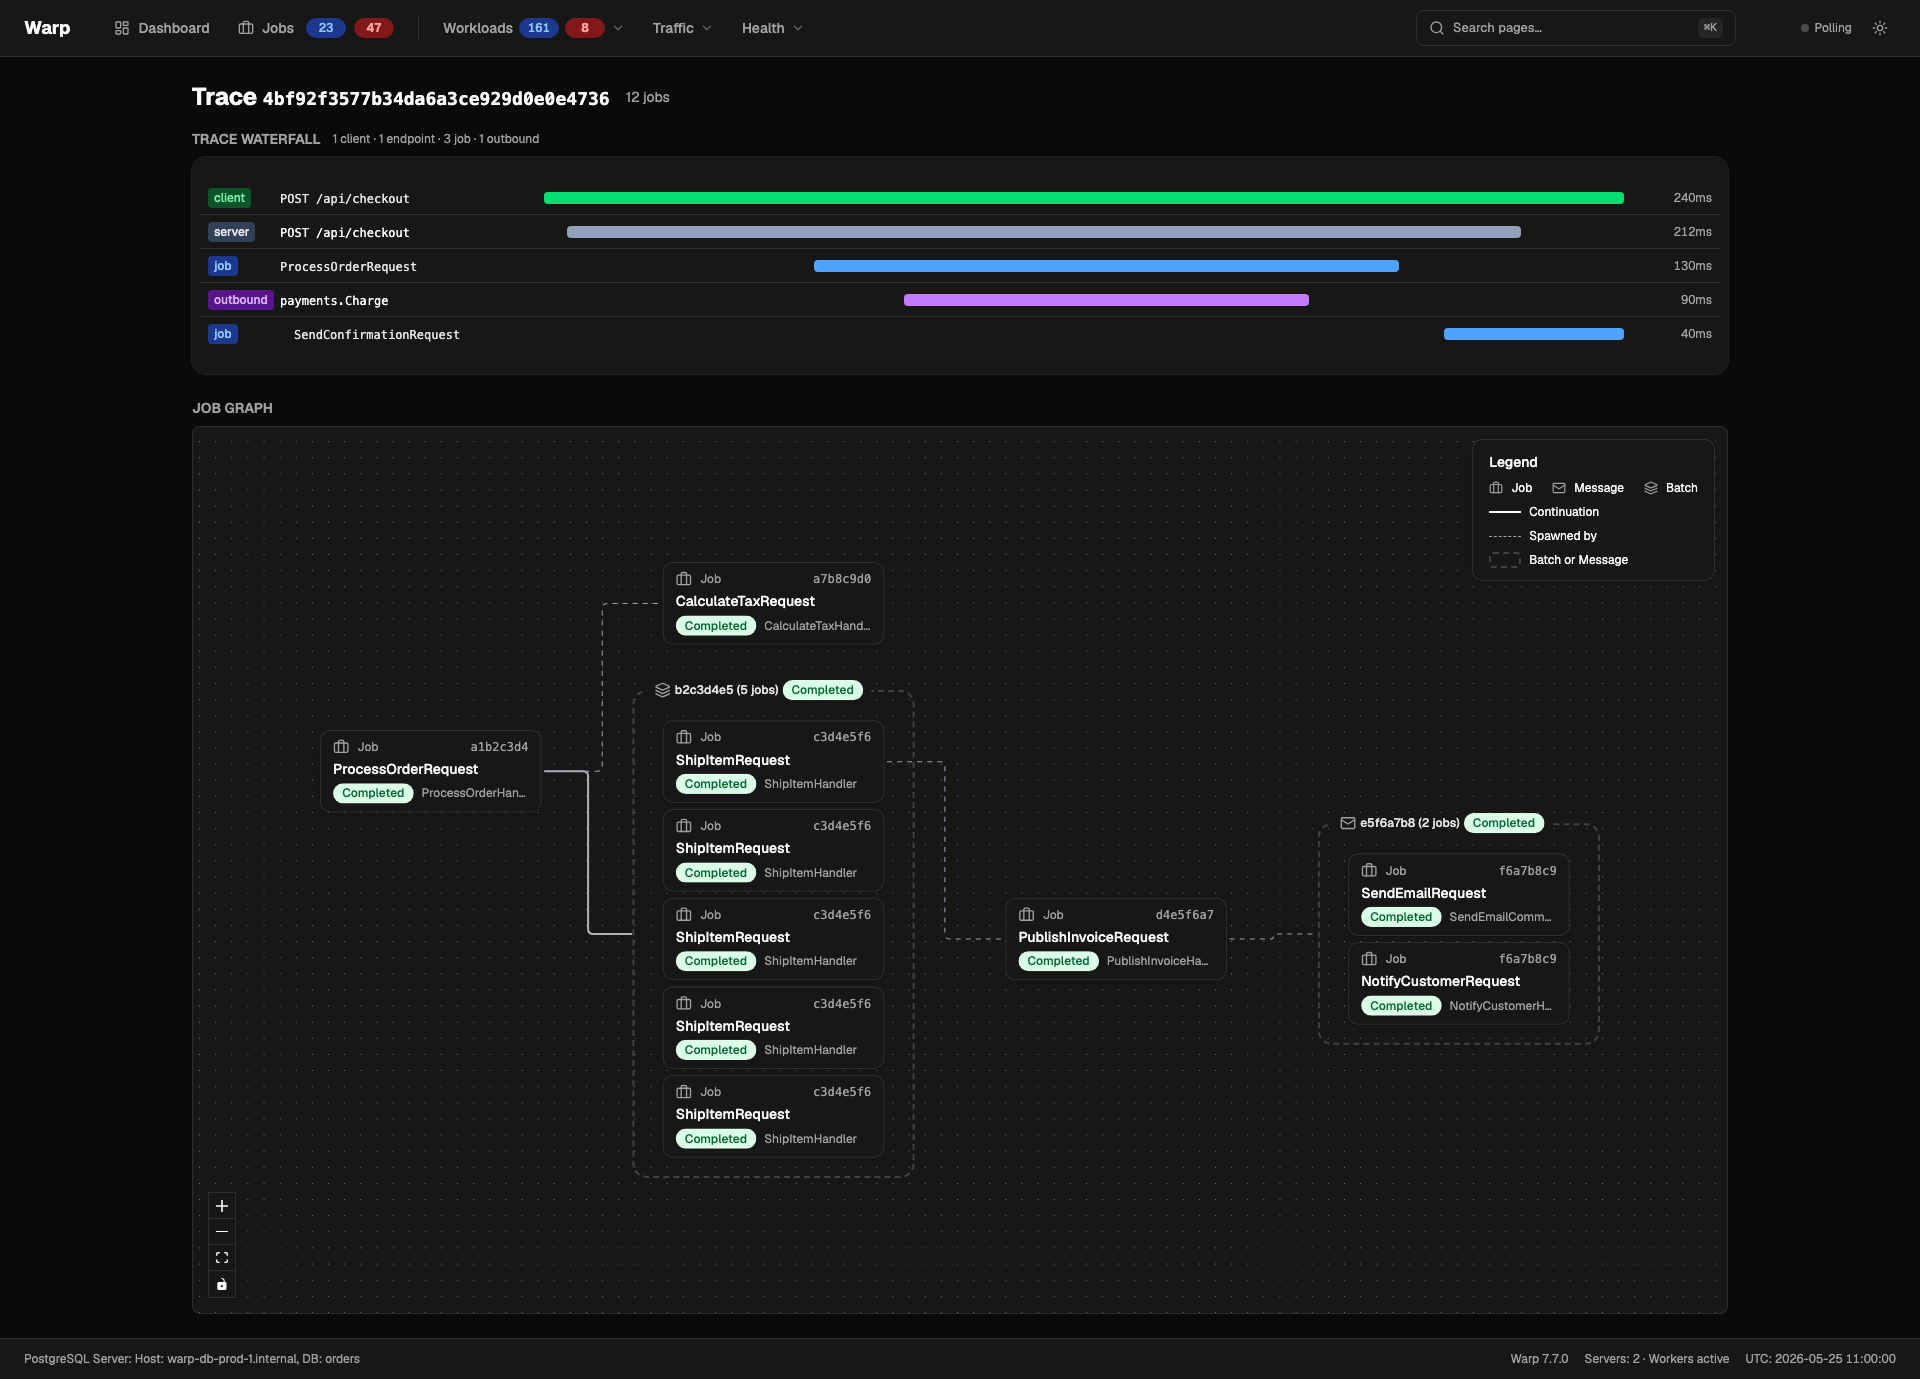 Warp Dashboard Jobs 23 47 Workloads 161 8 Traffic Health Search pages... ⌘K Polling
Trace 4bf92f3577b34da6a3ce929d0e0e4736 12 jobs
TRACE WATERFALL 1 client · 1 endpoint · 3 job · 1 outbound
client POST /api/checkout 240ms
server POST /api/checkout 212ms
job ProcessOrderRequest 130ms
outbound payments.Charge 90ms
job SendConfirmationRequest 40ms
JOB GRAPH
Legend
Job Message Batch
Continuation
Spawned by
Batch or Message
Job a7b8c9d0
CalculateTaxRequest
Completed CalculateTaxHand...
b2c3d4e5 (5 jobs) Completed
Job a1b2c3d4
ProcessOrderRequest
Completed ProcessOrderHan...
Job c3d4e5f6
ShipItemRequest
Completed ShipItemHandler
Job c3d4e5f6
ShipItemRequest
Completed ShipItemHandler
Job c3d4e5f6
ShipItemRequest
Completed ShipItemHandler
Job c3d4e5f6
ShipItemRequest
Completed ShipItemHandler
Job c3d4e5f6
ShipItemRequest
Completed ShipItemHandler
Job d4e5f6a7
PublishInvoiceRequest
Completed PublishInvoiceHa...
e5f6a7b8 (2 jobs) Completed
Job f6a7b8c9
SendEmailRequest
Completed SendEmailComm...
Job f6a7b8c9
NotifyCustomerRequest
Completed NotifyCustomerH...
PostgreSQL Server: Host: warp-db-prod-1.internal, DB: orders Warp 7.7.0 Servers: 2 · Workers active UTC: 2026-05-25 11:00:00